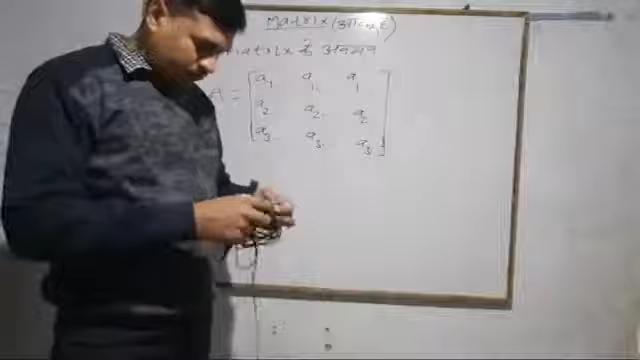 Matrix (आव्यूह)
Matrix के अवयव
A = [a₁ a₁ a₁
a₂ a₂ a₂
a₃ a₃ a₃]